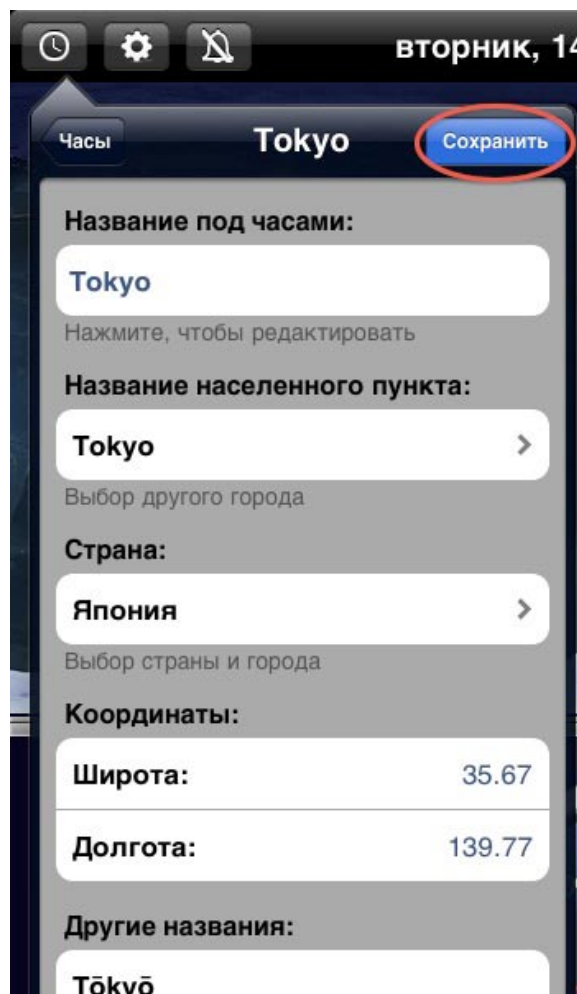 вторник, 14
Часы
Tokyo
Сохранить
Название под часами:
Tokyo
Нажмите, чтобы редактировать
Название населенного пункта:
Tokyo
Выбор другого города
Страна:
Япония
Выбор страны и города
Координаты:
Широта: 35.67
Долгота: 139.77
Другие названия:
Tōkyō